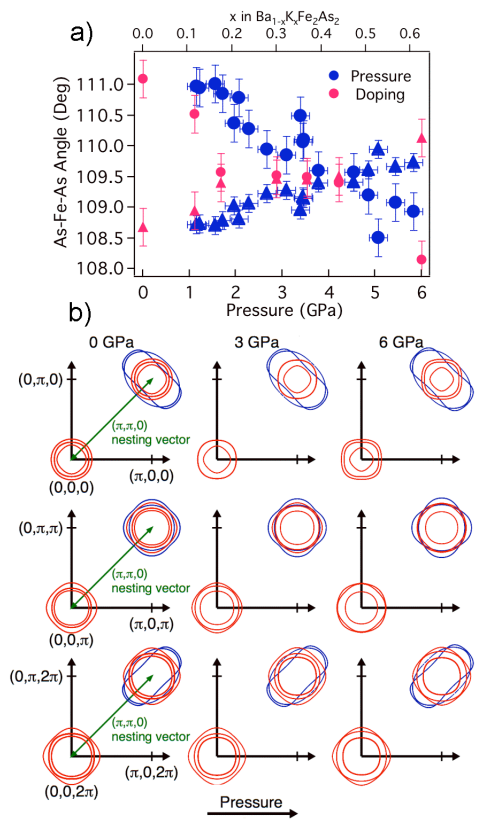 a)
x in Ba1-xKxFe2As2
0.0 0.1 0.2 0.3 0.4 0.5 0.6
As-Fe-As Angle (Deg)
111.0
110.5
110.0
109.5
109.0
108.5
108.0
Pressure
Doping
0 1 2 3 4 5 6
Pressure (GPa)
b)
0 GPa 3 GPa 6 GPa
(0,π,0)
(π,π,0)
nesting vector
(0,0,0)
(π,0,0)
(0,π,π)
(π,π,0)
nesting vector
(0,0,π)
(π,0,π)
(0,π,2π)
(π,π,0)
nesting vector
(0,0,2π)
(π,0,2π)
Pressure